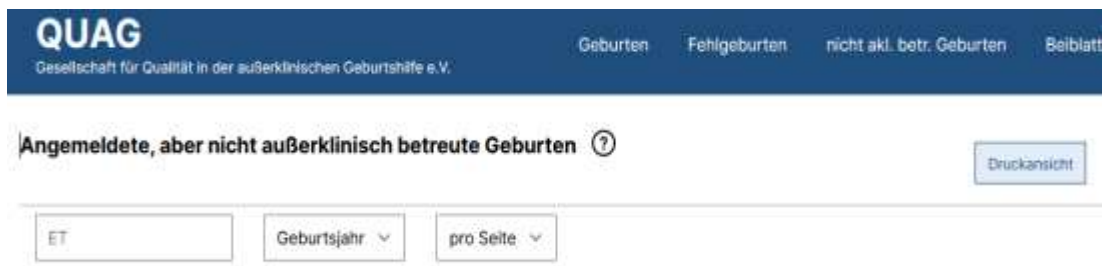 QUAG
Gesellschaft für Qualität in der außerklinischen Geburtshilfe e.V.
Geburten Fehlgeburten nicht akl. betr. Geburten Beiblatt
Angemeldete, aber nicht außerklinisch betreute Geburten ?
Druckansicht
ET Geburtsjahr pro Seite